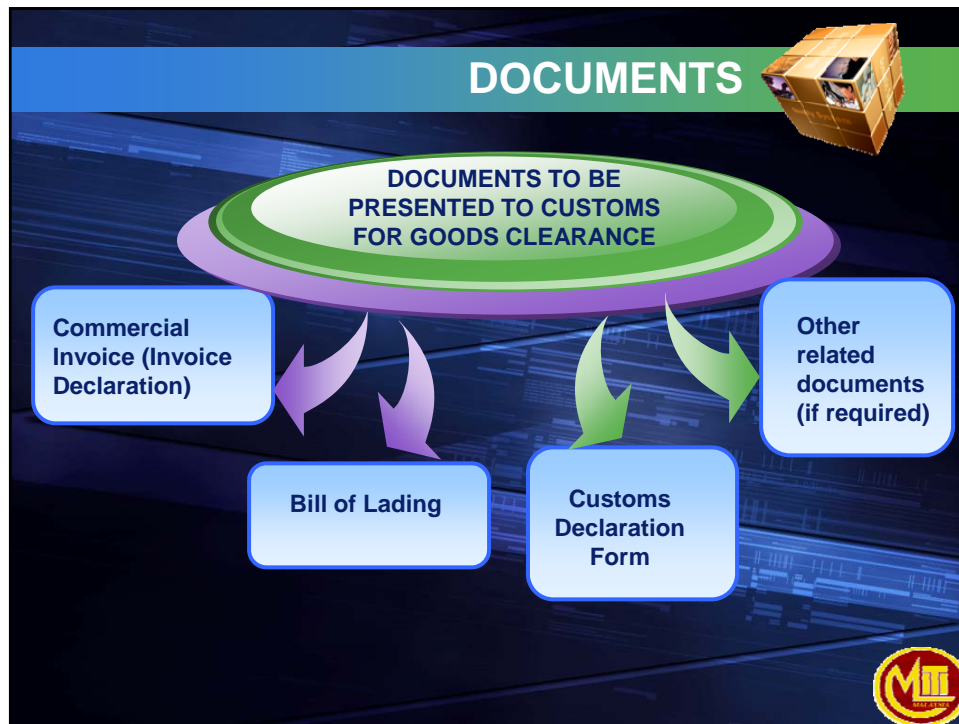 DOCUMENTS
DOCUMENTS TO BE
PRESENTED TO CUSTOMS
FOR GOODS CLEARANCE
Commercial
Invoice (Invoice
Declaration)
Other
related
documents
(if required)
Bill of Lading
Customs
Declaration
Form
MITI